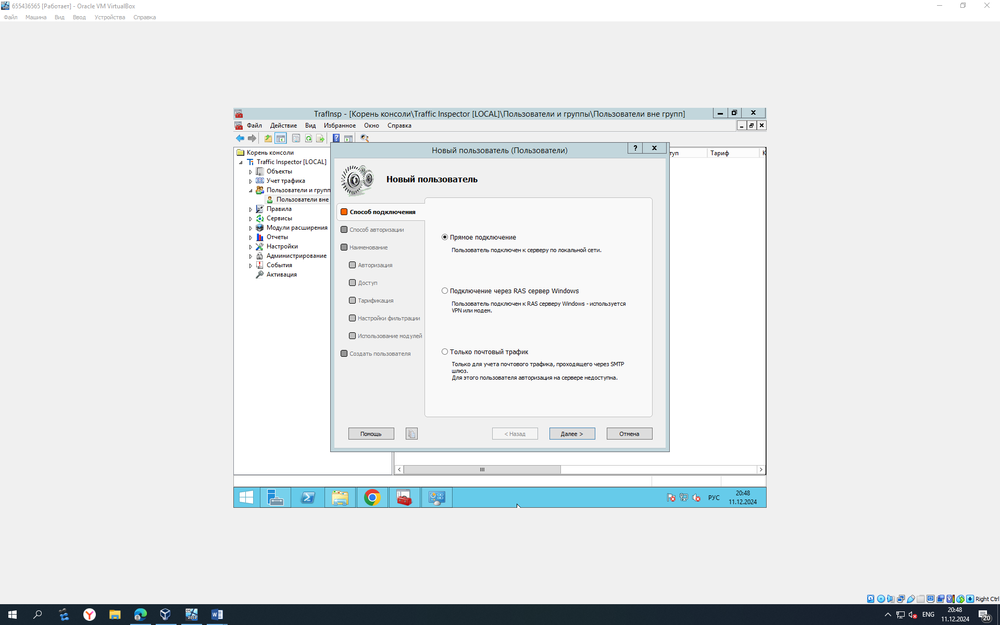 655436565 [Работает] - Oracle VM VirtualBox
Файл Машина Вид Ввод Устройства Справка
TrafInsp - [Корень консоли\Traffic Inspector [LOCAL]\Пользователи и группы\Пользователи вне групп]
Файл Действие Вид Избранное Окно Справка
Корень консоли
Traffic Inspector [LOCAL]
Объекты
Учет трафика
Пользователи и групп
Пользователи вне
Правила
Сервисы
Модули расширения
Отчеты
Настройки
Администрирование
События
Активация
туп Тариф К
Новый пользователь (Пользователи)
Новый пользователь
Способ подключения
Способ авторизации
Наименование
Авторизация
Доступ
Тарификация
Настройки фильтрации
Использование модулей
Создать пользователя
Прямое подключение
Пользователь подключен к серверу по локальной сети.
Подключение через RAS сервер Windows
Пользователь подключен к RAS серверу Windows - используется
VPN или модем.
Только почтовый трафик
Только для учета почтового трафика, проходящего через SMTP
шлюз.
Для этого пользователя авторизация на сервере недоступна.
Помощь < Назад Далее > Отмена
РУС 20:48
11.12.2024
Right Ctrl
ENG 20:48
11.12.2024
20